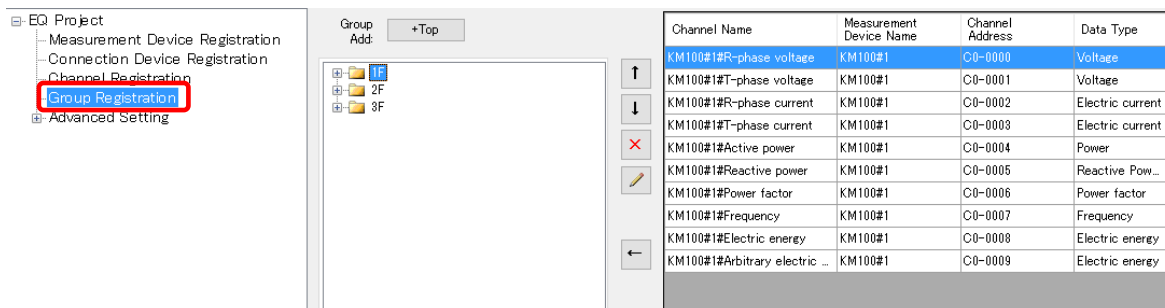 EQ Project
Measurement Device Registration
Connection Device Registration
Channel Registration
Group Registration
Advanced Setting
Group
Add:
+Top
1F
2F
3F
↑
↓
←
Channel Name Measurement Device Name Channel Address Data Type
KM100#1#R-phase voltage KM100#1 C0-0000 Voltage
KM100#1#T-phase voltage KM100#1 C0-0001 Voltage
KM100#1#R-phase current KM100#1 C0-0002 Electric current
KM100#1#T-phase current KM100#1 C0-0003 Electric current
KM100#1#Active power KM100#1 C0-0004 Power
KM100#1#Reactive power KM100#1 C0-0005 Reactive Pow...
KM100#1#Power factor KM100#1 C0-0006 Power factor
KM100#1#Frequency KM100#1 C0-0007 Frequency
KM100#1#Electric energy KM100#1 C0-0008 Electric energy
KM100#1#Arbitrary electric ... KM100#1 C0-0009 Electric energy